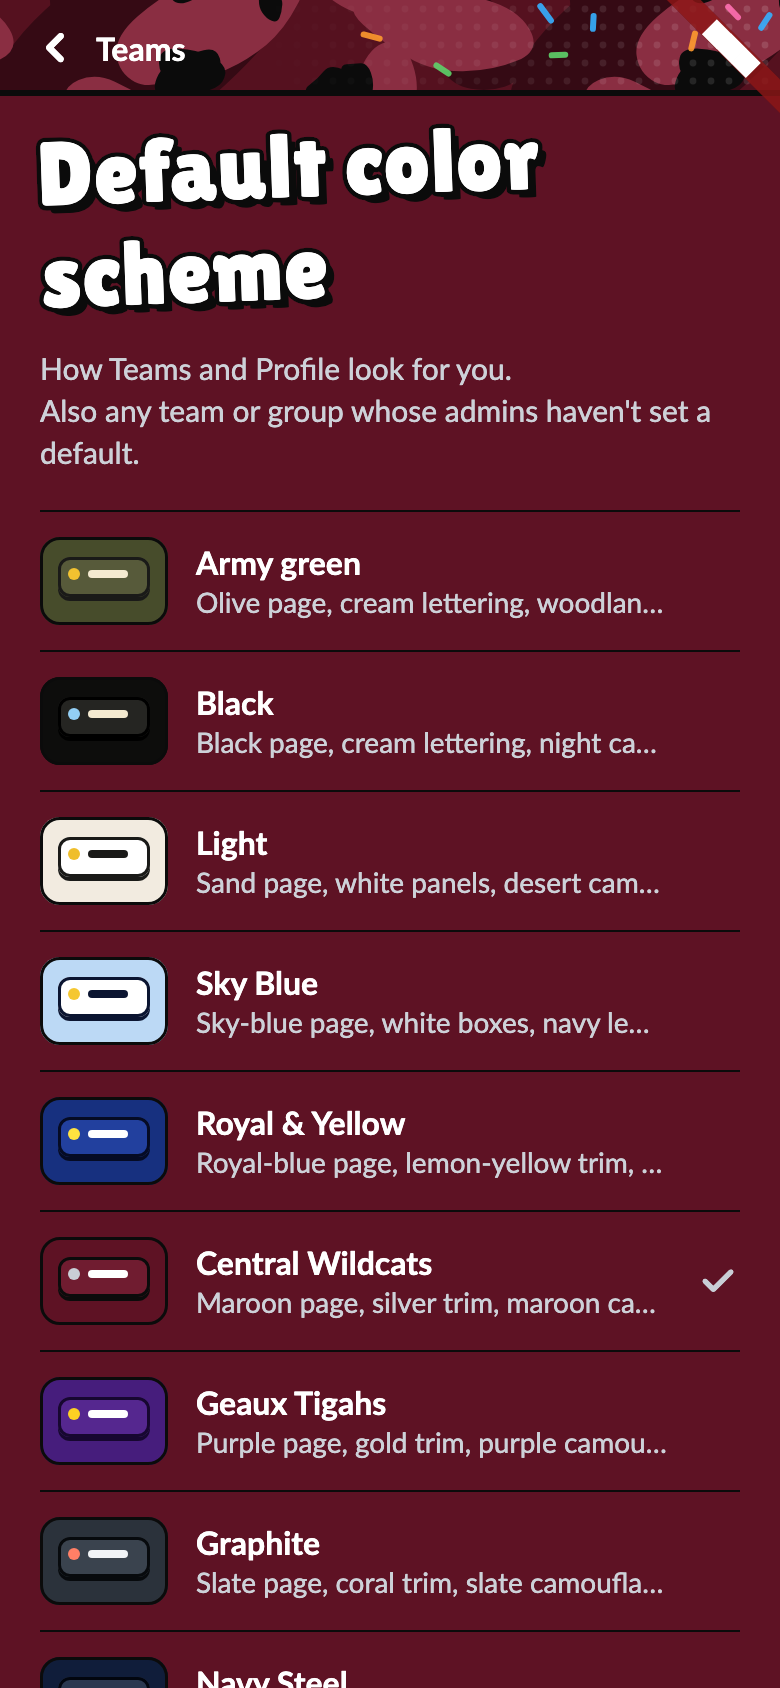 Teams
Default color
scheme
How Teams and Profile look for you.
Also any team or group whose admins haven't set a
default.
Army green
Olive page, cream lettering, woodlan...
Black
Black page, cream lettering, night ca...
Light
Sand page, white panels, desert cam...
Sky Blue
Sky-blue page, white boxes, navy le...
Royal & Yellow
Royal-blue page, lemon-yellow trim, ...
Central Wildcats
Maroon page, silver trim, maroon ca...
Geaux Tigahs
Purple page, gold trim, purple camou...
Graphite
Slate page, coral trim, slate camoufla...
Navy Steel